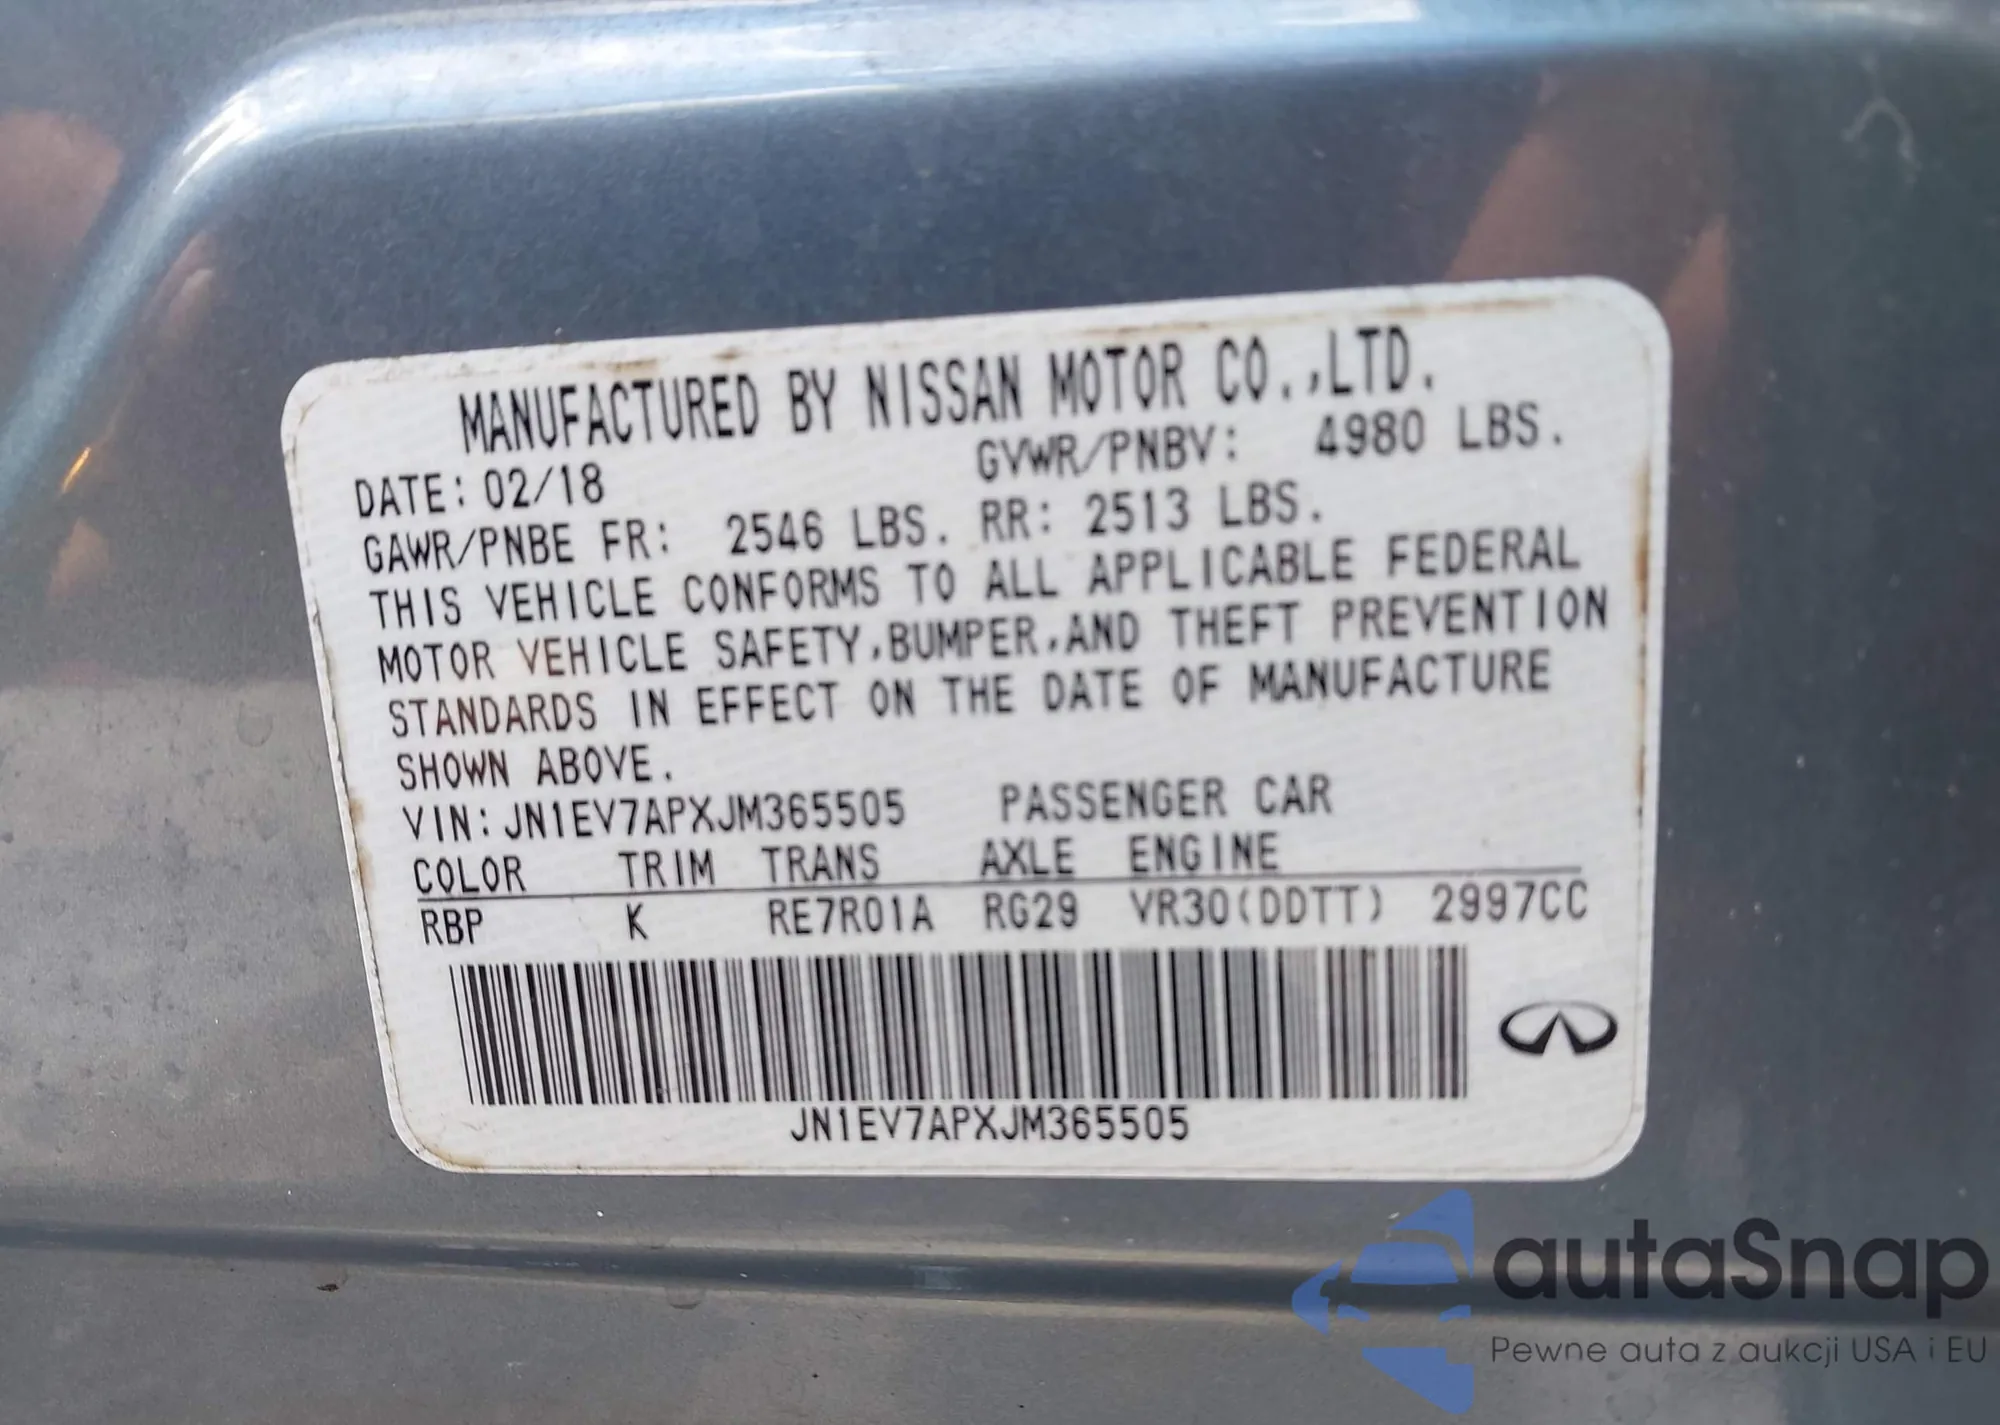 MANUFACTURED BY NISSAN MOTOR CO.,LTD.
DATE: 02/18 GVWR/PNBV: 4980 LBS.
GAWR/PNBE FR: 2546 LBS. RR: 2513 LBS.
THIS VEHICLE CONFORMS TO ALL APPLICABLE FEDERAL
MOTOR VEHICLE SAFETY,BUMPER,AND THEFT PREVENTION
STANDARDS IN EFFECT ON THE DATE OF MANUFACTURE
SHOWN ABOVE.
VIN: JN1EV7APXJM365505 PASSENGER CAR
COLOR TRIM TRANS AXLE ENGINE
RBP K RE7R01A RG29 VR30(DDTT) 2997CC
JN1EV7APXJM365505
autaSnap
Pewne auta z aukcji USA i EU